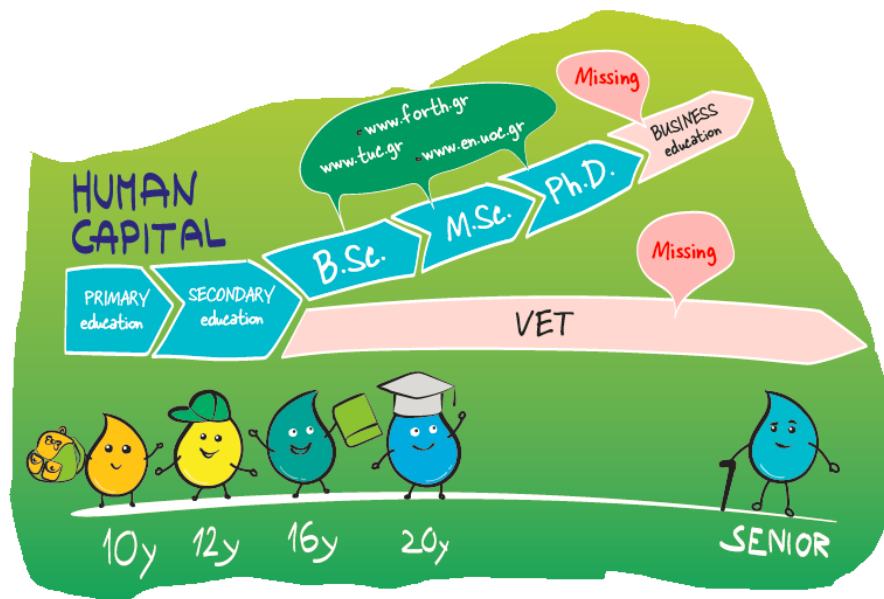 Missing
www.forth.gr
www.tuc.gr
www.en.uoc.gr
BUSINESS
education
HUMAN
CAPITAL
Ph.D.
M.Sc.
B.Sc.
Missing
PRIMARY
education
SECONDARY
education
VET
10y 12y 16y 20y SENIOR